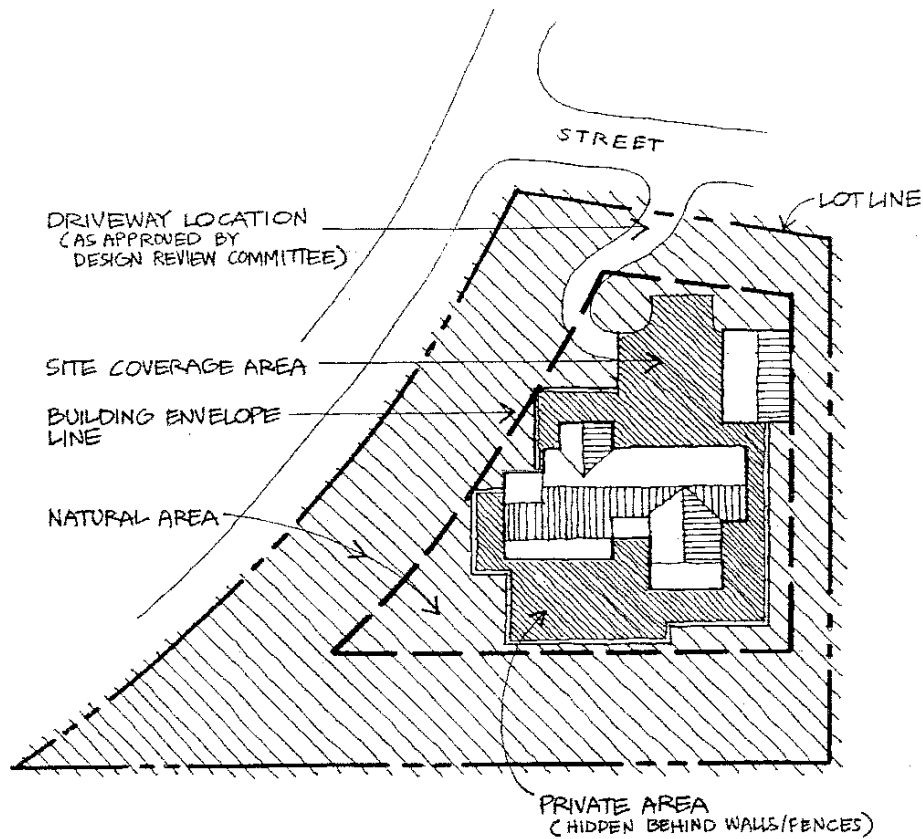 STREET
LOT LINE
DRIVEWAY LOCATION
(AS APPROVED BY
DESIGN REVIEW COMMITTEE)
SITE COVERAGE AREA
BUILDING ENVELOPE
LINE
NATURAL AREA
PRIVATE AREA
(HIDDEN BEHIND WALLS/FENCES)